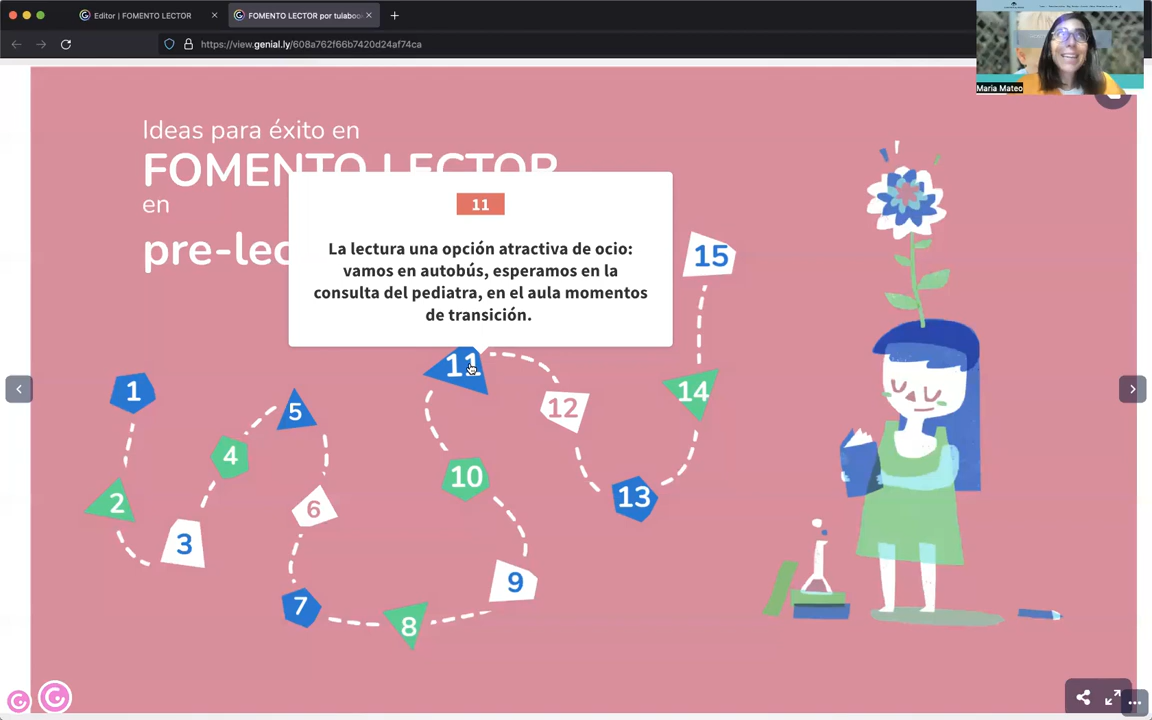 Editor | FOMENTO LECTOR
FOMENTO LECTOR por tulaboo
https://view.genial.ly/608a762f66b7420d24af74ca
Maria Mateo
Ideas para éxito en
FOMENTO LECTOR
en
pre-lec
11
La lectura una opción atractiva de ocio:
vamos en autobús, esperamos en la
consulta del pediatra, en el aula momentos
de transición.
15
11
1
12
14
5
4
10
2
6
13
3
9
7
8